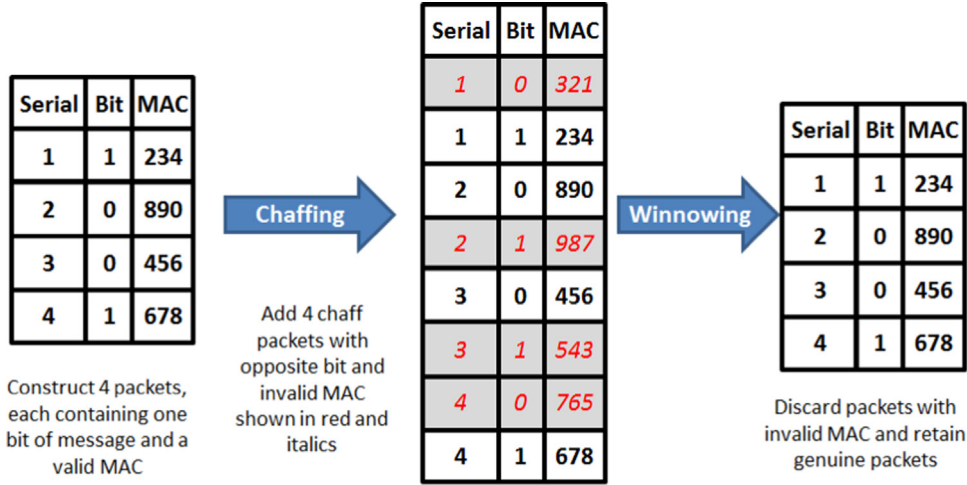 Serial Bit MAC
1 1 234
2 0 890
3 0 456
4 1 678
Construct 4 packets,
each containing one
bit of message and a
valid MAC
Chaffing
Add 4 chaff
packets with
opposite bit and
invalid MAC
shown in red and
italics
Serial Bit MAC
1 0 321
1 1 234
2 0 890
2 1 987
3 0 456
3 1 543
4 0 765
4 1 678
Winnowing
Serial Bit MAC
1 1 234
2 0 890
3 0 456
4 1 678
Discard packets with
invalid MAC and retain
genuine packets